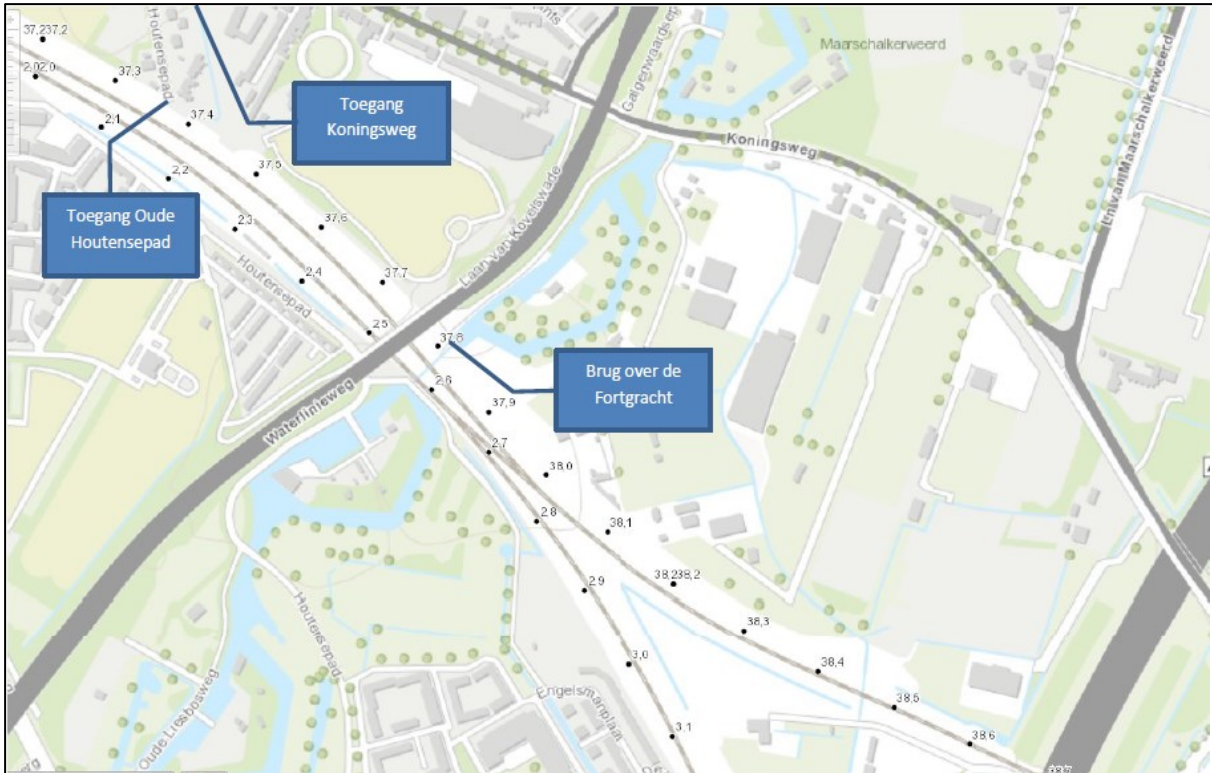 37,237,2
2,02,0
37,3
2,1
37,4
2,2
37,5
2,3
37,6
2,4
37,7
2,5
37,8
2,6
37,9
2,7
38,0
2,8
38,1
2,9
38,238,2
38,3
3,0
38,4
38,5
3,1
38,6
Houtensepad
Toegang
Koningsweg
Toegang Oude
Houtensepad
Brug over de
Fortgracht
Maarschalkerweerd
Koningsweg
Laan van Koxelswade
Houtensepad
Waterlinieweg
Houtensepad
Oude Liesbosweg
Engelsmanplaat